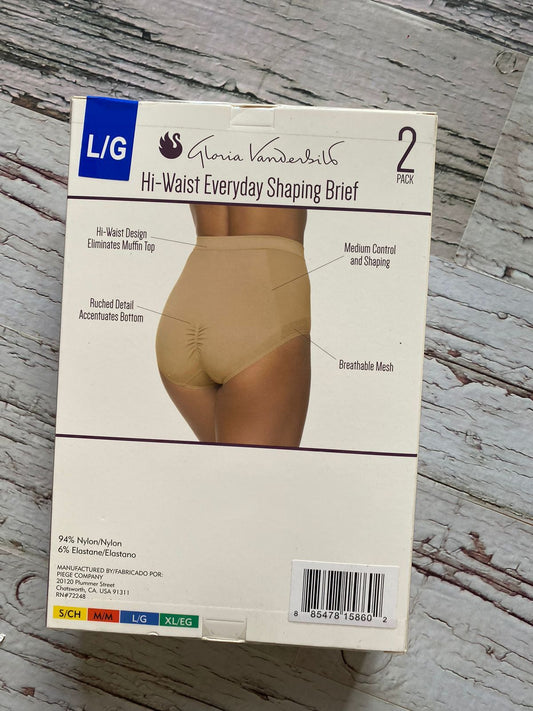 L/G
Gloria Vanderbilt
2
PACK
Hi-Waist Everyday Shaping Brief
Hi-Waist Design
Eliminates Muffin Top
Medium Control
and Shaping
Ruched Detail
Accentuates Bottom
Breathable Mesh
94% Nylon/Nylon
6% Elastane/Elastano
MANUFACTURED BY/FABRICADO POR:
PIEGE COMPANY
20120 Plummer Street
Chatsworth, CA, USA 91311
RN#72248
S/CH M/M L/G XL/EG
8 85478 15860 2